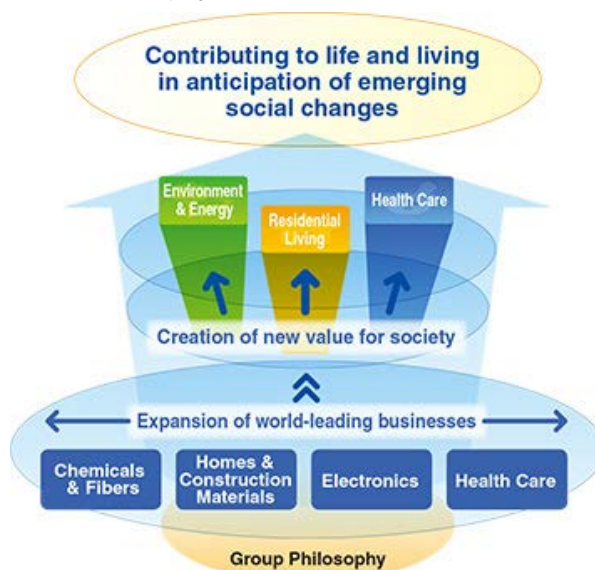 Contributing to life and living
in anticipation of emerging
social changes
Environment
& Energy
Residential
Living
Health Care
Creation of new value for society
Expansion of world-leading businesses
Chemicals
& Fibers
Homes &
Construction
Materials
Electronics
Health Care
Group Philosophy